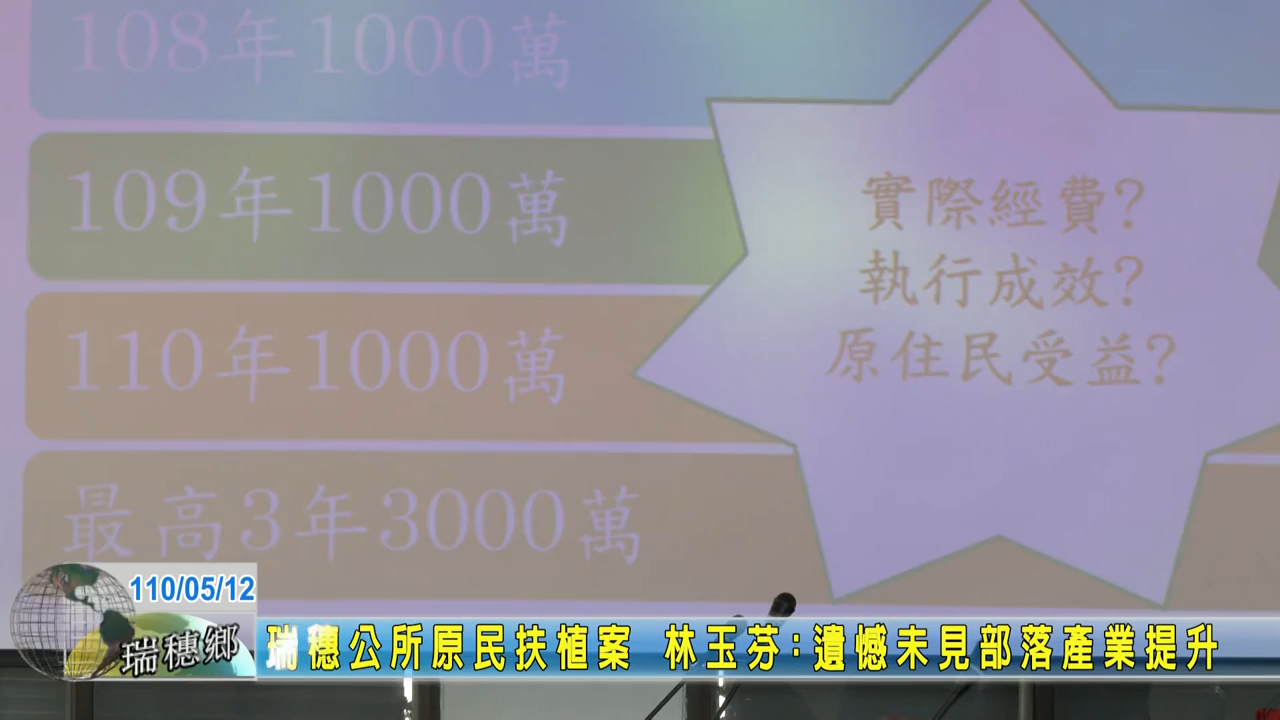 108年1000萬
109年1000萬
110年1000萬
最高3年3000萬
實際經費?
執行成效?
原住民受益?
110/05/12
瑞穗鄉
瑞穗公所原民扶植案 林玉芬:遺憾未見部落產業提升